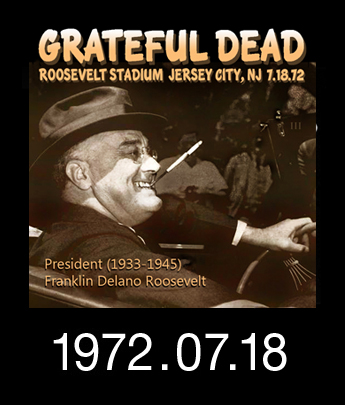 GRATEFUL DEAD
ROOSEVELT STADIUM JERSEY CITY, NJ 7.18.72
President (1933-1945)
Franklin Delano Roosevelt
1972.07.18